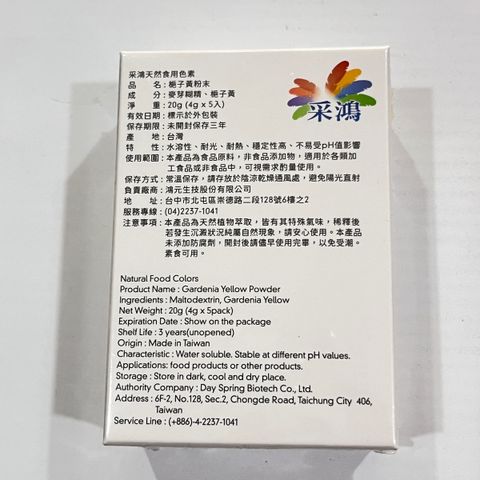 采鴻天然食用色素
采鴻
品　　名：梔子黃粉末
成　　分：麥芽糊精、梔子黃
淨　　重：20g (4g x 5入)
有效日期：標示於外包裝
保存期限：未開封保存三年
產　　地：台灣
特　　性：水溶性、耐光、耐熱、穩定性高、不易受pH值影響
使用範圍：本產品為食品原料，非食品添加物，適用於各類加
工食品或非食品中，可視需求酌量使用。
保存方式：常溫保存，請存放於陰涼乾燥通風處，避免陽光直射
負責廠商：鴻元生技股份有限公司
地　　址：台中市北屯區崇德路二段128號6樓之2
服務專線：(04)2237-1041
注意事項：本產品為天然植物萃取，皆有其特殊氣味，稀釋後
若發生沉澱狀況純屬自然現象，請安心使用。本產品
未添加防腐劑，開封後請儘早使用完畢，以免受潮。
素食可用。
Natural Food Colors
Product Name : Gardenia Yellow Powder
Ingredients : Maltodextrin, Gardenia Yellow
Net Weight : 20g (4g x 5pack)
Expiration Date : Show on the package
Shelf Life : 3 years(unopened)
Origin : Made in Taiwan
Characteristic : Water soluble. Stable at different pH values.
Applications: food products or other products.
Storage : Store in dark, cool and dry place.
Authority Company : Day Spring Biotech Co., Ltd.
Address : 6F-2, No.128, Sec.2, Chongde Road, Taichung City 406,
Taiwan
Service Line : (+886)-4-2237-1041